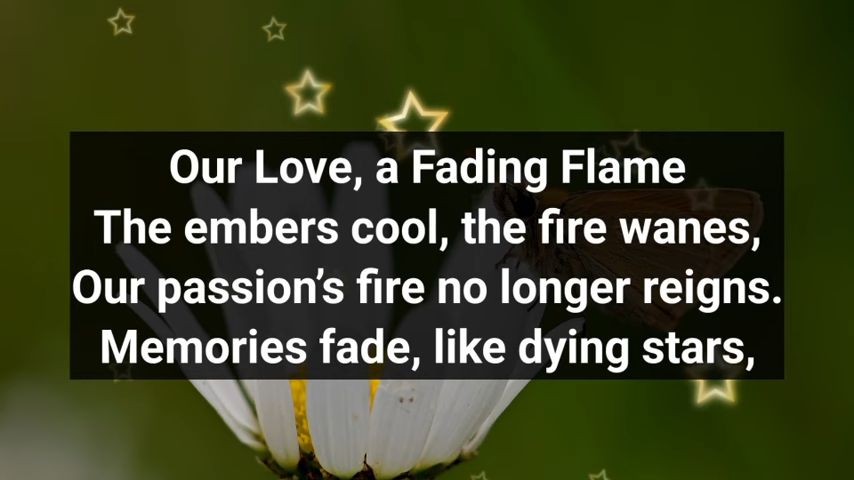 Our Love, a Fading Flame
The embers cool, the fire wanes,
Our passion’s fire no longer reigns.
Memories fade, like dying stars,